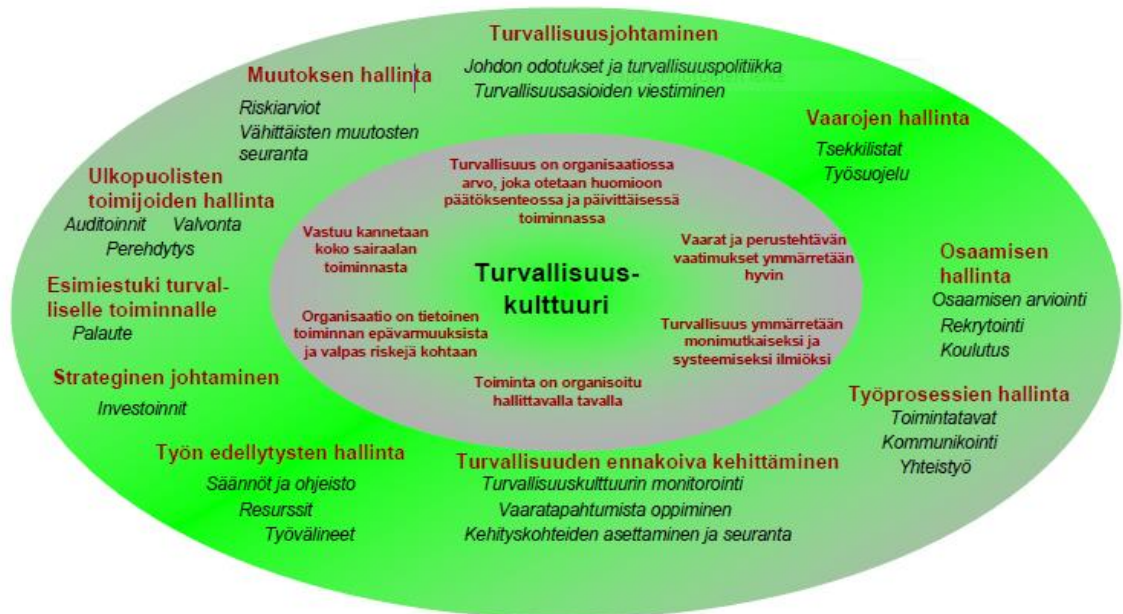 Turvallisuusjohtaminen
Johdon odotukset ja turvallisuuspolitiikka
Turvallisuusasioiden viestiminen
Muutoksen hallinta
Riskiarviot
Vähittäisten muutosten
seuranta
Vaarojen hallinta
Tsekkilistat
Työsuojelu
Ulkopuolisten
toimijoiden hallinta
Auditoinnit Valvonta
Perehdytys
Turvallisuus on organisaatiossa
arvo, joka otetaan huomioon
päätöksenteossa ja päivittäisessä
toiminnassa
Vastuu kannetaan
koko sairaalan
toiminnasta
Vaarat ja perustehtävän
vaatimukset ymmärretään
hyvin
Turvallisuus-
kulttuuri
Osaamisen
hallinta
Osaamisen arviointi
Rekrytointi
Koulutus
Esimiestuki turval-
liselle toiminnalle
Palaute
Organisaatio on tietoinen
toiminnan epävarmuuksista
ja valpas riskejä kohtaan
Turvallisuus ymmärretään
monimutkaiseksi ja
systeemiseksi ilmiöksi
Toiminta on organisoitu
hallittavalla tavalla
Strateginen johtaminen
Investoinnit
Työprosessien hallinta
Toimintatavat
Kommunikointi
Yhteistyö
Työn edellytysten hallinta
Säännöt ja ohjeisto
Resurssit
Työvälineet
Turvallisuuden ennakoiva kehittäminen
Turvallisuuskulttuurin monitorointi
Vaaratapahtumista oppiminen
Kehityskohteiden asettaminen ja seuranta